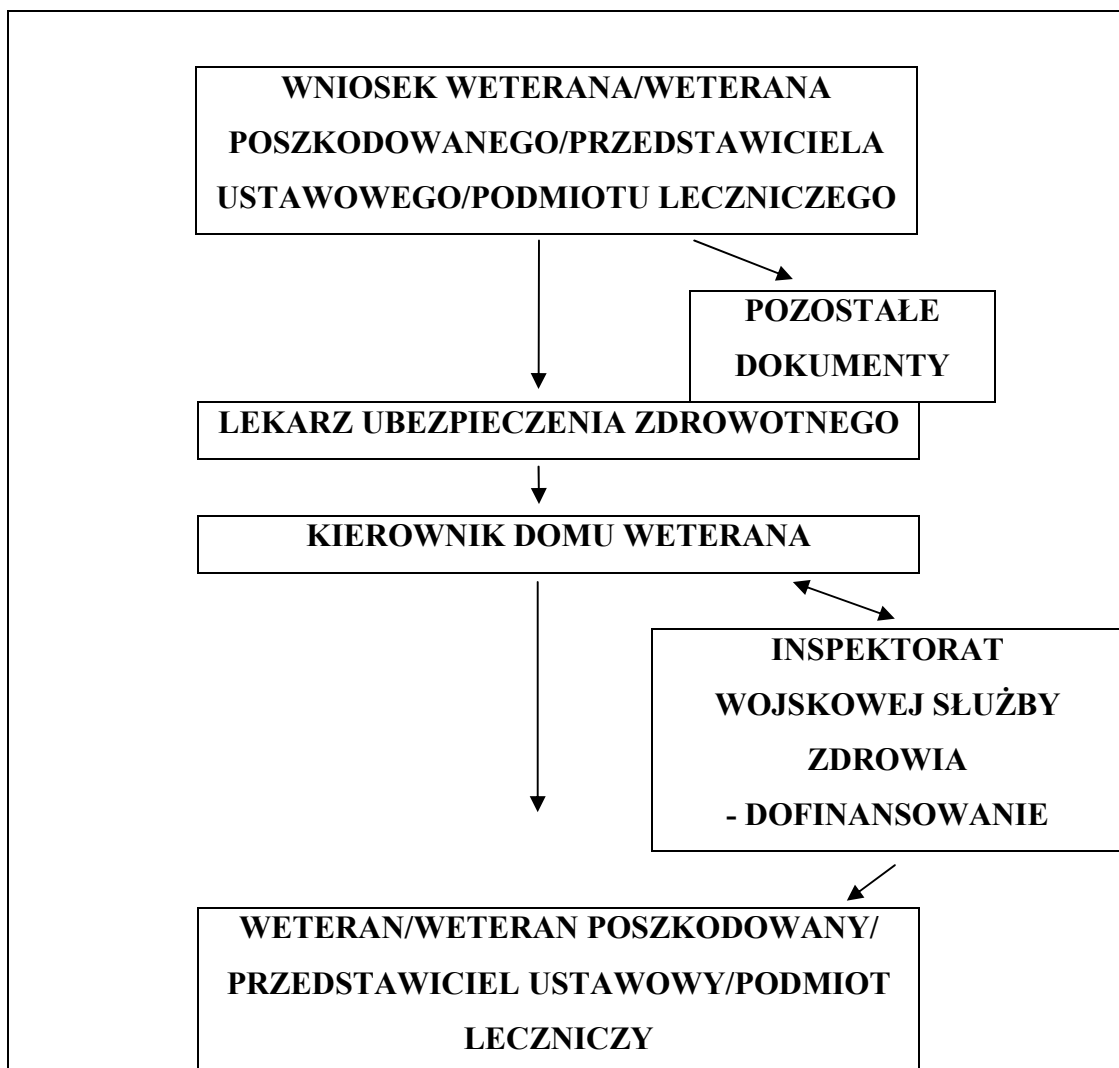 WNIOSEK WETERANA/WETERANA
POSZKODOWANEGO/PRZEDSTAWICIELA
USTAWOWEGO/PODMIOTU LECZNICZEGO
POZOSTAŁE
DOKUMENTY
LEKARZ UBEZPIECZENIA ZDROWOTNEGO
KIEROWNIK DOMU WETERANA
INSPEKTORAT
WOJSKOWEJ SŁUŻBY
ZDROWIA
- DOFINANSOWANIE
WETERAN/WETERAN POSZKODOWANY/
PRZEDSTAWICIEL USTAWOWY/PODMIOT
LECZNICZY